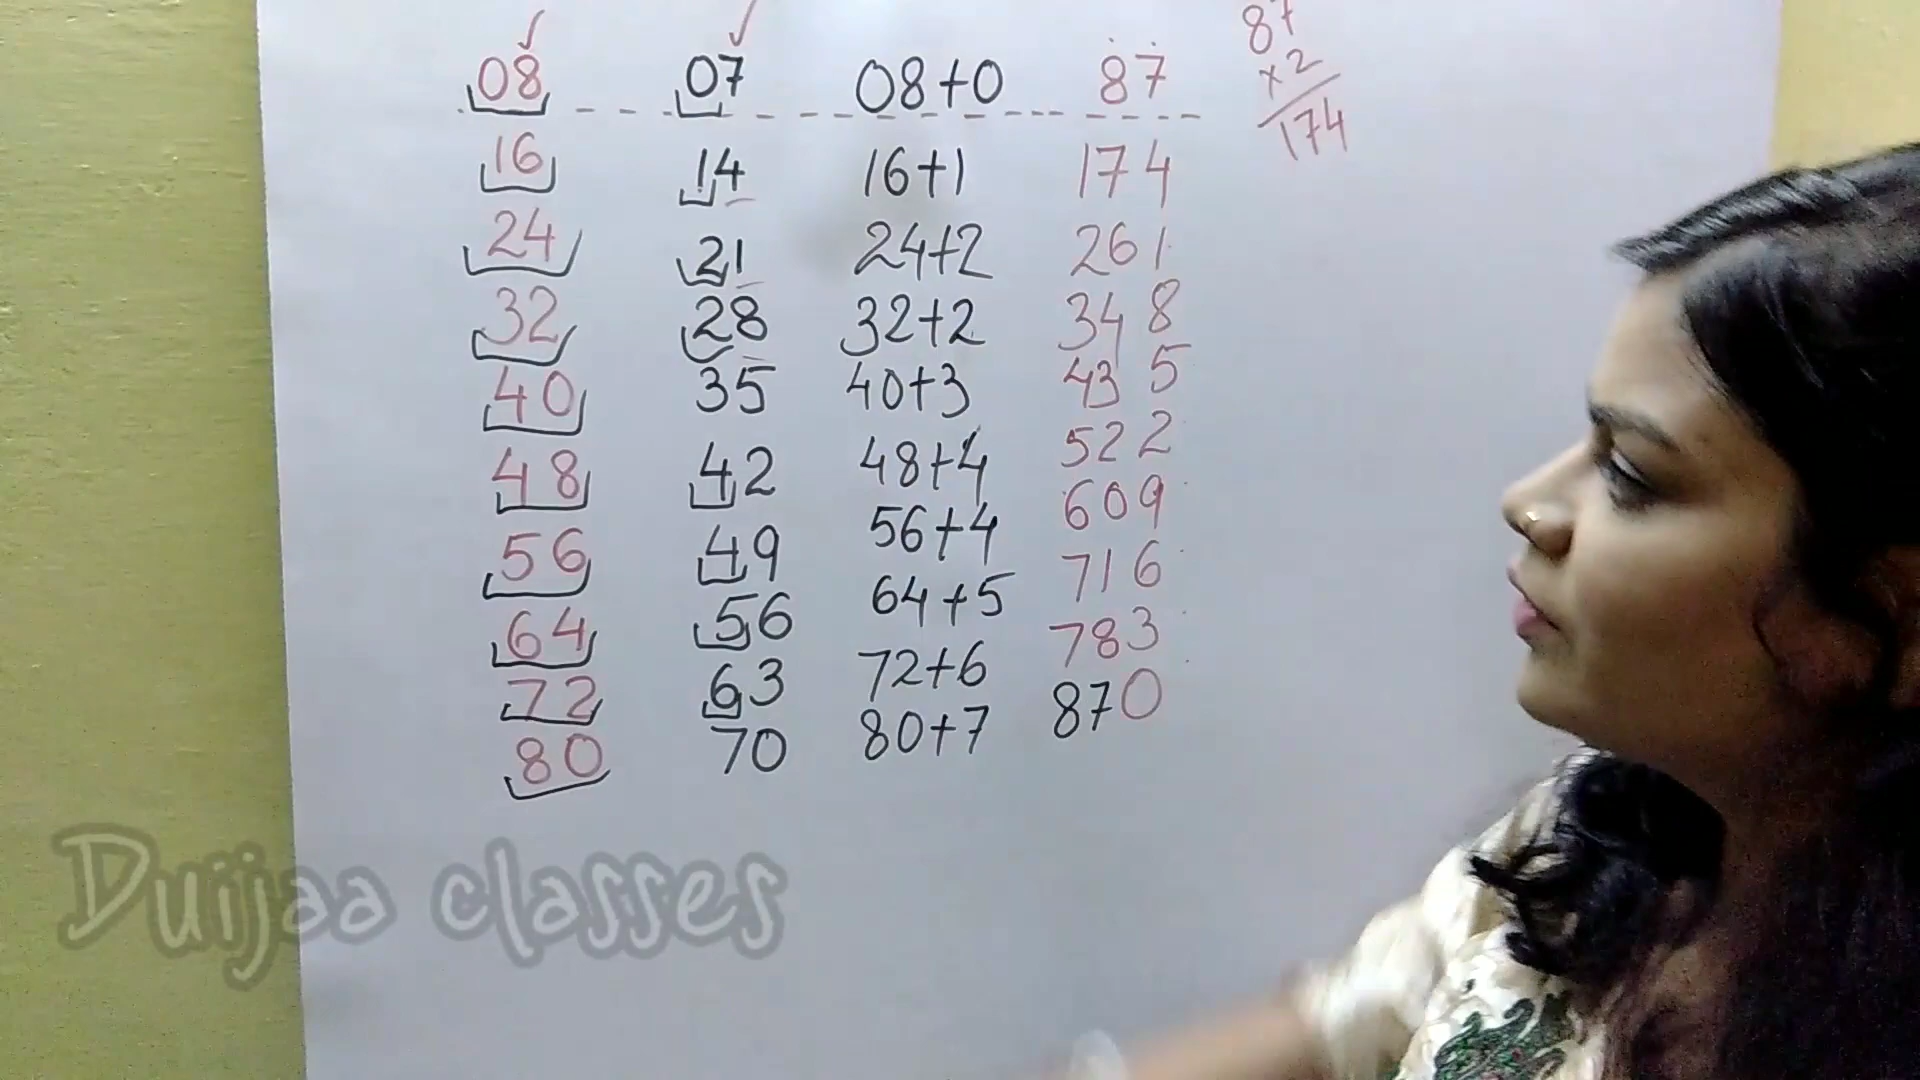 08 07 08+0 87
16 14 16+1 174
24 21 24+2 261
32 28 32+2 348
40 35 40+3 435
48 42 48+4 522
56 49 56+4 609
64 56 64+5 716
72 63 72+6 783
80 70 80+7 870
87
×2
174
Duijaa classes